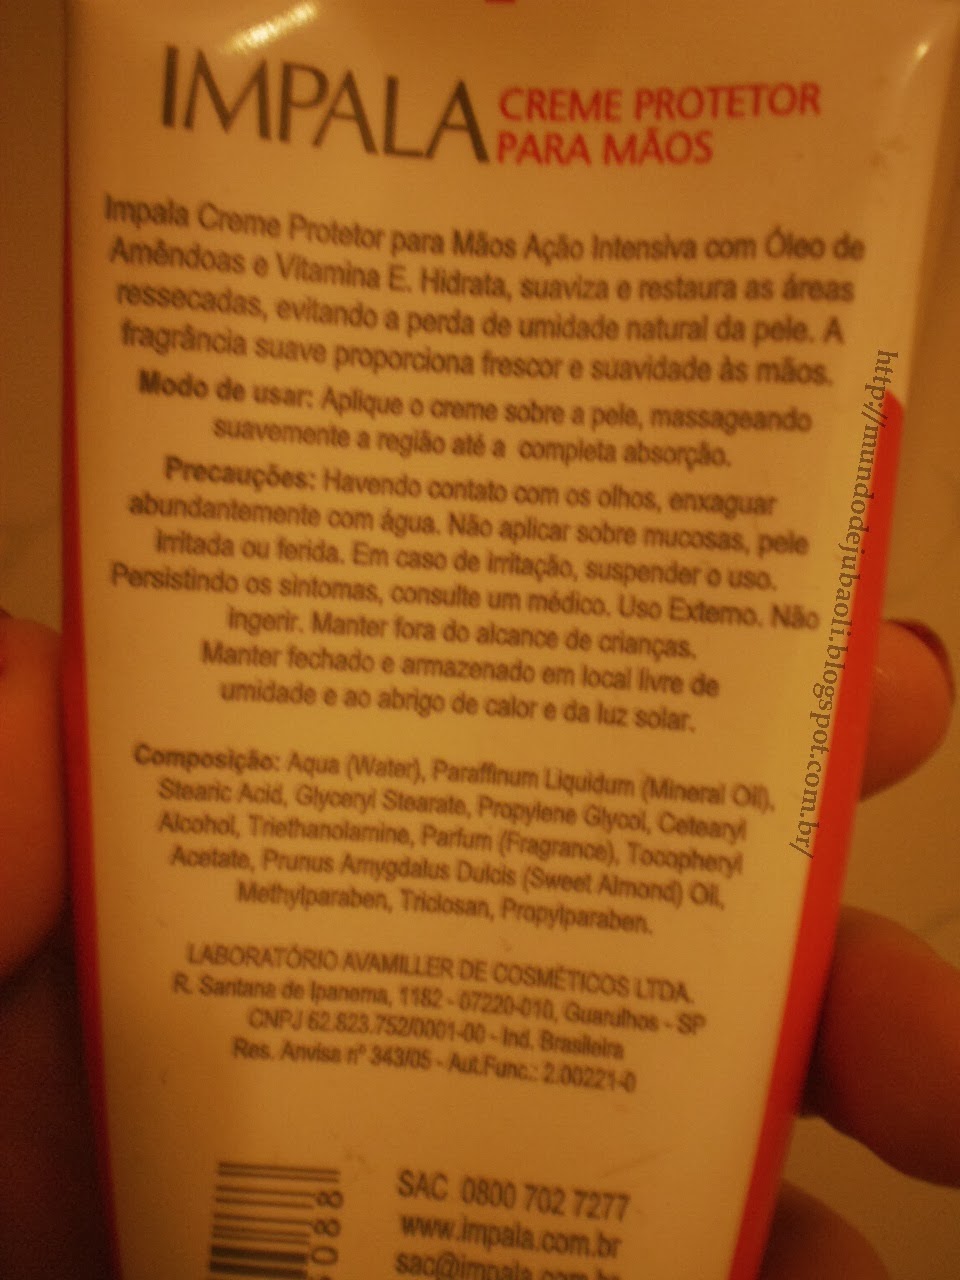 IMPALA CREME PROTETOR
PARA MÃOS
Impala Creme Protetor para Mãos Ação Intensiva com Óleo de
Amêndoas e Vitamina E. Hidrata, suaviza e restaura as áreas
ressecadas, evitando a perda de umidade natural da pele. A
fragrância suave proporciona frescor e suavidade às mãos.
Modo de usar: Aplique o creme sobre a pele, massageando
suavemente a região até a completa absorção.
Precauções: Havendo contato com os olhos, enxaguar
abundantemente com água. Não aplicar sobre mucosas, pele
irritada ou ferida. Em caso de irritação, suspender o uso.
Persistindo os sintomas, consulte um médico. Uso Externo. Não
ingerir. Manter fora do alcance de crianças.
Manter fechado e armazenado em local livre de
umidade e ao abrigo de calor e da luz solar.
Composição: Aqua (Water), Paraffinum Liquidum (Mineral Oil),
Stearic Acid, Glyceryl Stearate, Propylene Glycol, Cetearyl
Alcohol, Triethanolamine, Parfum (Fragrance), Tocopheryl
Acetate, Prunus Amygdalus Dulcis (Sweet Almond) Oil,
Methylparaben, Triclosan, Propylparaben.
LABORATÓRIO AVAMILLER DE COSMÉTICOS LTDA.
R. Santana de Ipanema, 1182 - 07220-010, Guarulhos - SP
CNPJ 62.823.752/0001-00 - Ind. Brasileira
Res. Anvisa nº 343/05 - Aut.Func.: 2.00221-0
SAC 0800 702 7277
www.impala.com.br
sac@impala.com.br
http://mundodejubaoli.blogspot.com.br/